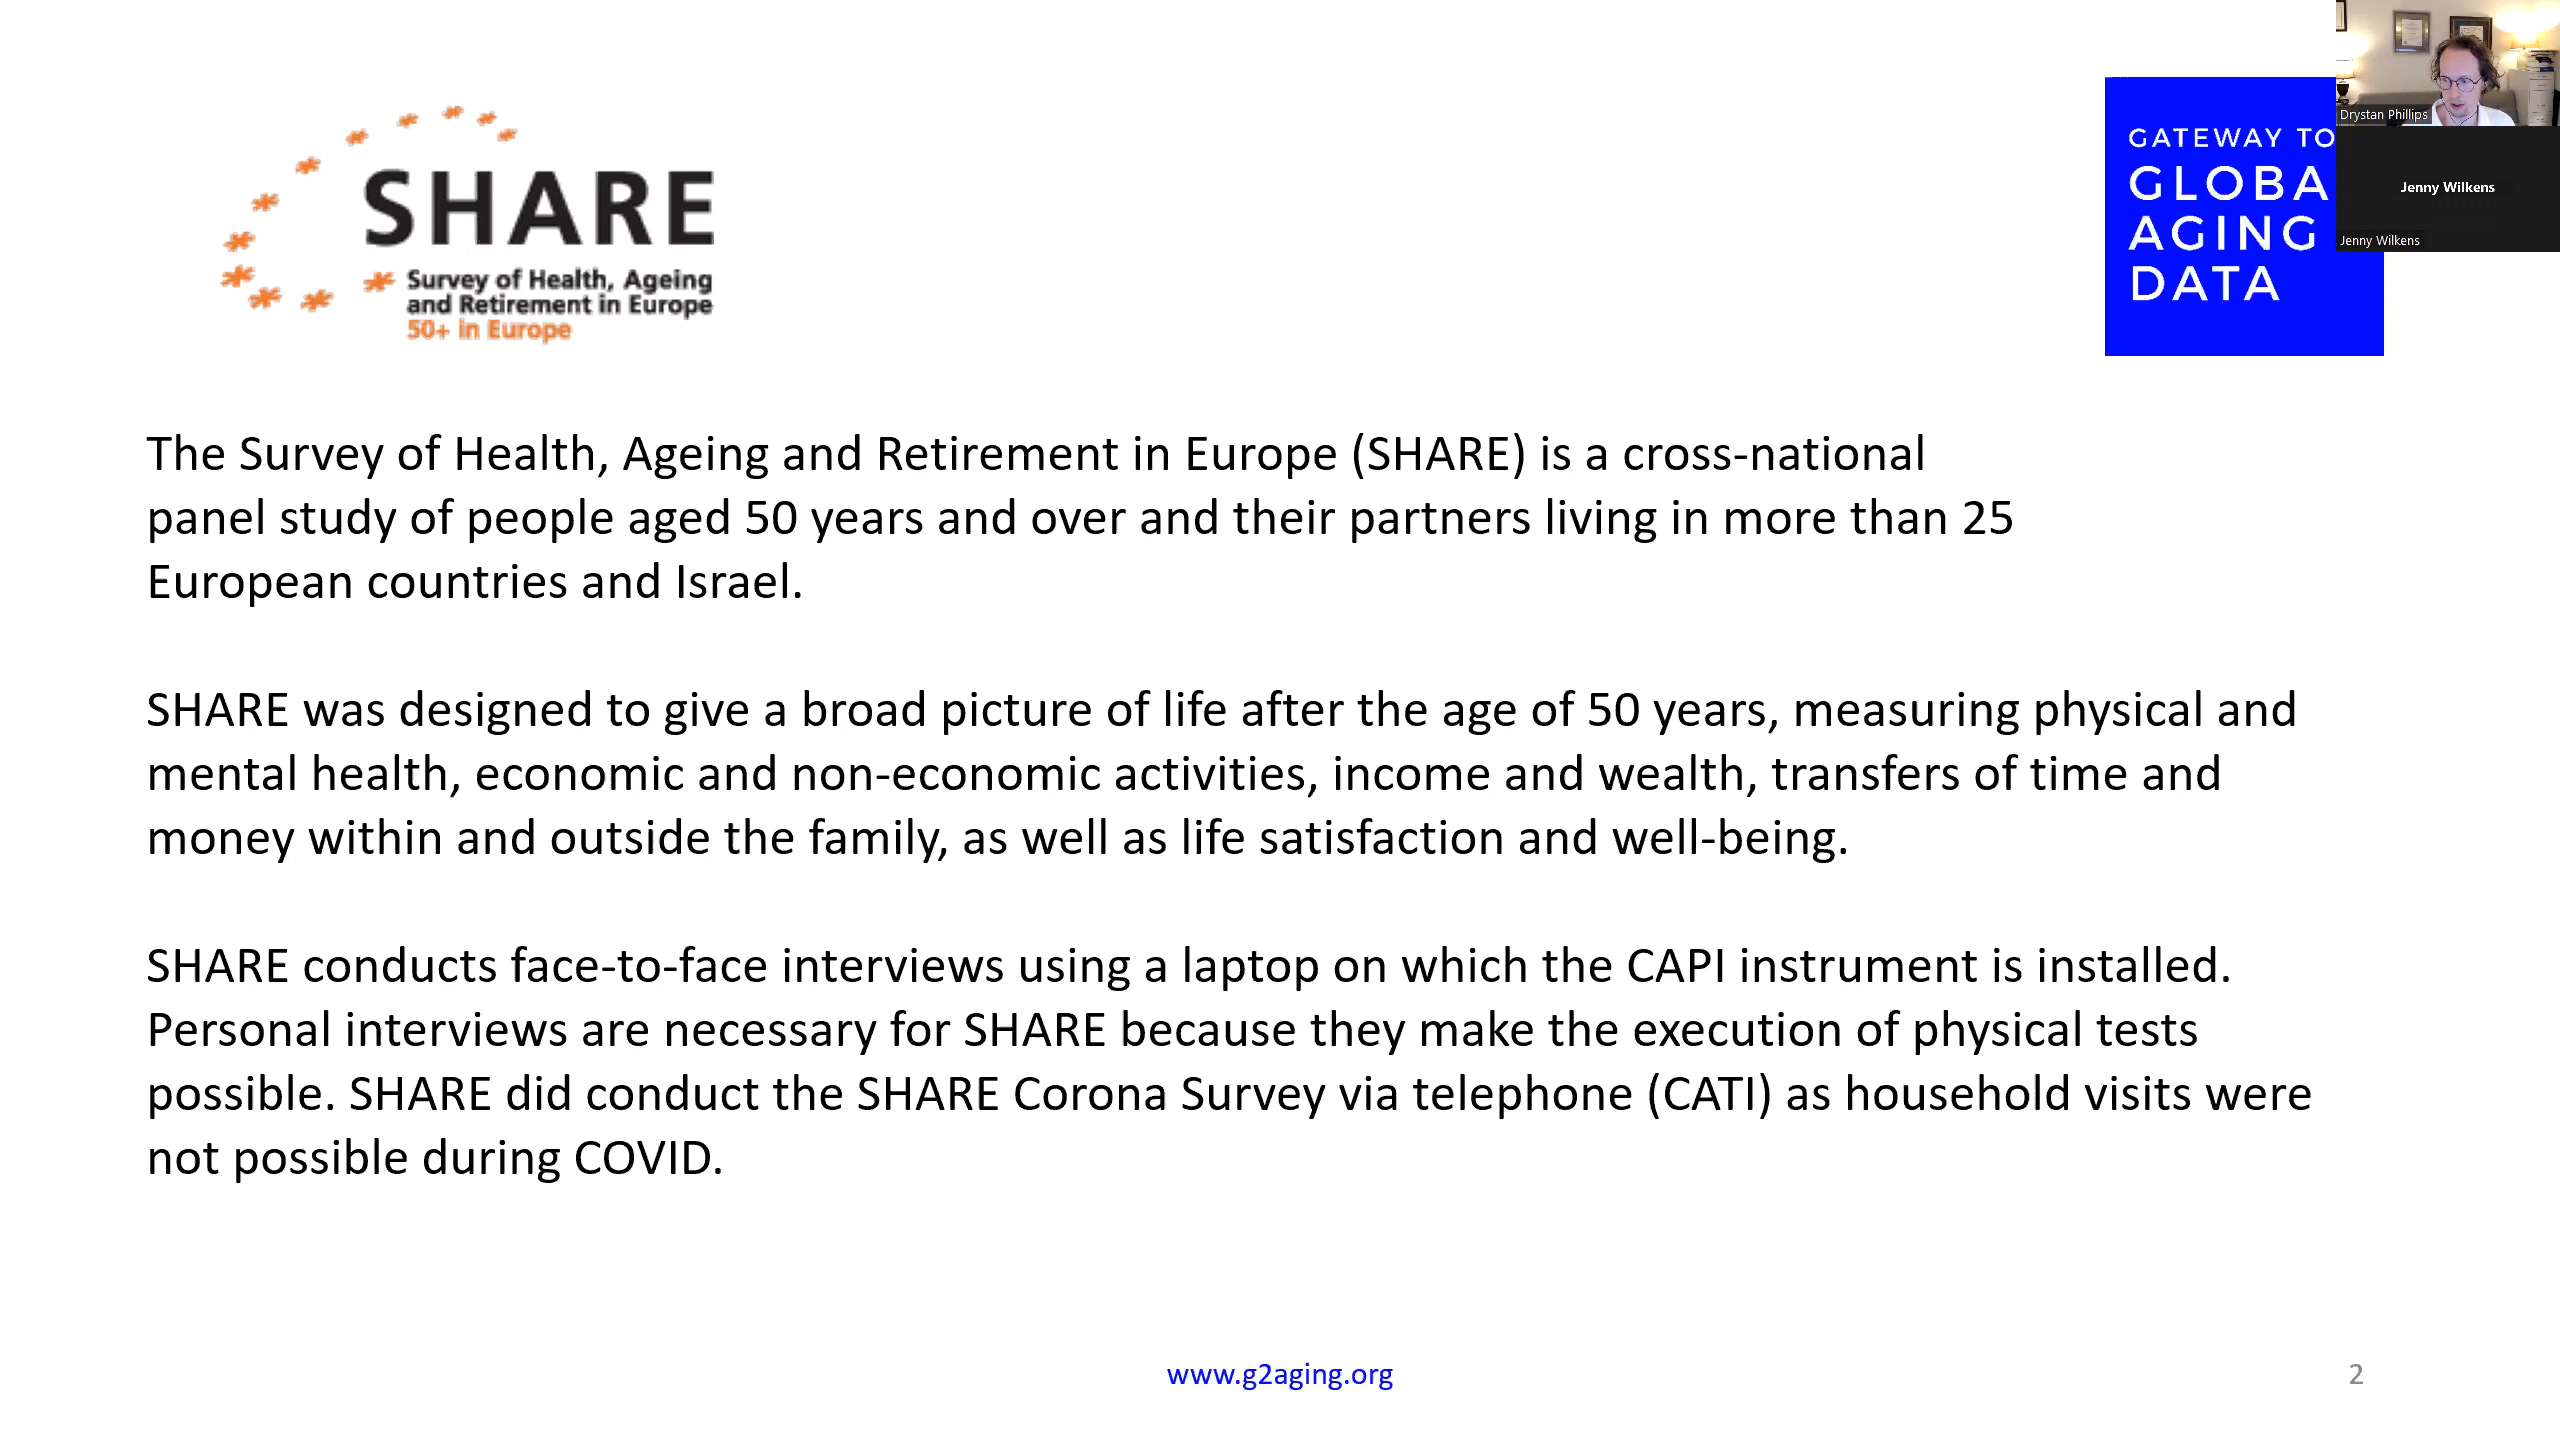 SHARE
Survey of Health, Ageing
and Retirement in Europe
50+ in Europe
GATEWAY TO
GLOBA
AGING
DATA
Drystan Phillips
Jenny Wilkens
Jenny Wilkens
The Survey of Health, Ageing and Retirement in Europe (SHARE) is a cross-national
panel study of people aged 50 years and over and their partners living in more than 25
European countries and Israel.
SHARE was designed to give a broad picture of life after the age of 50 years, measuring physical and
mental health, economic and non-economic activities, income and wealth, transfers of time and
money within and outside the family, as well as life satisfaction and well-being.
SHARE conducts face-to-face interviews using a laptop on which the CAPI instrument is installed.
Personal interviews are necessary for SHARE because they make the execution of physical tests
possible. SHARE did conduct the SHARE Corona Survey via telephone (CATI) as household visits were
not possible during COVID.
www.g2aging.org
2